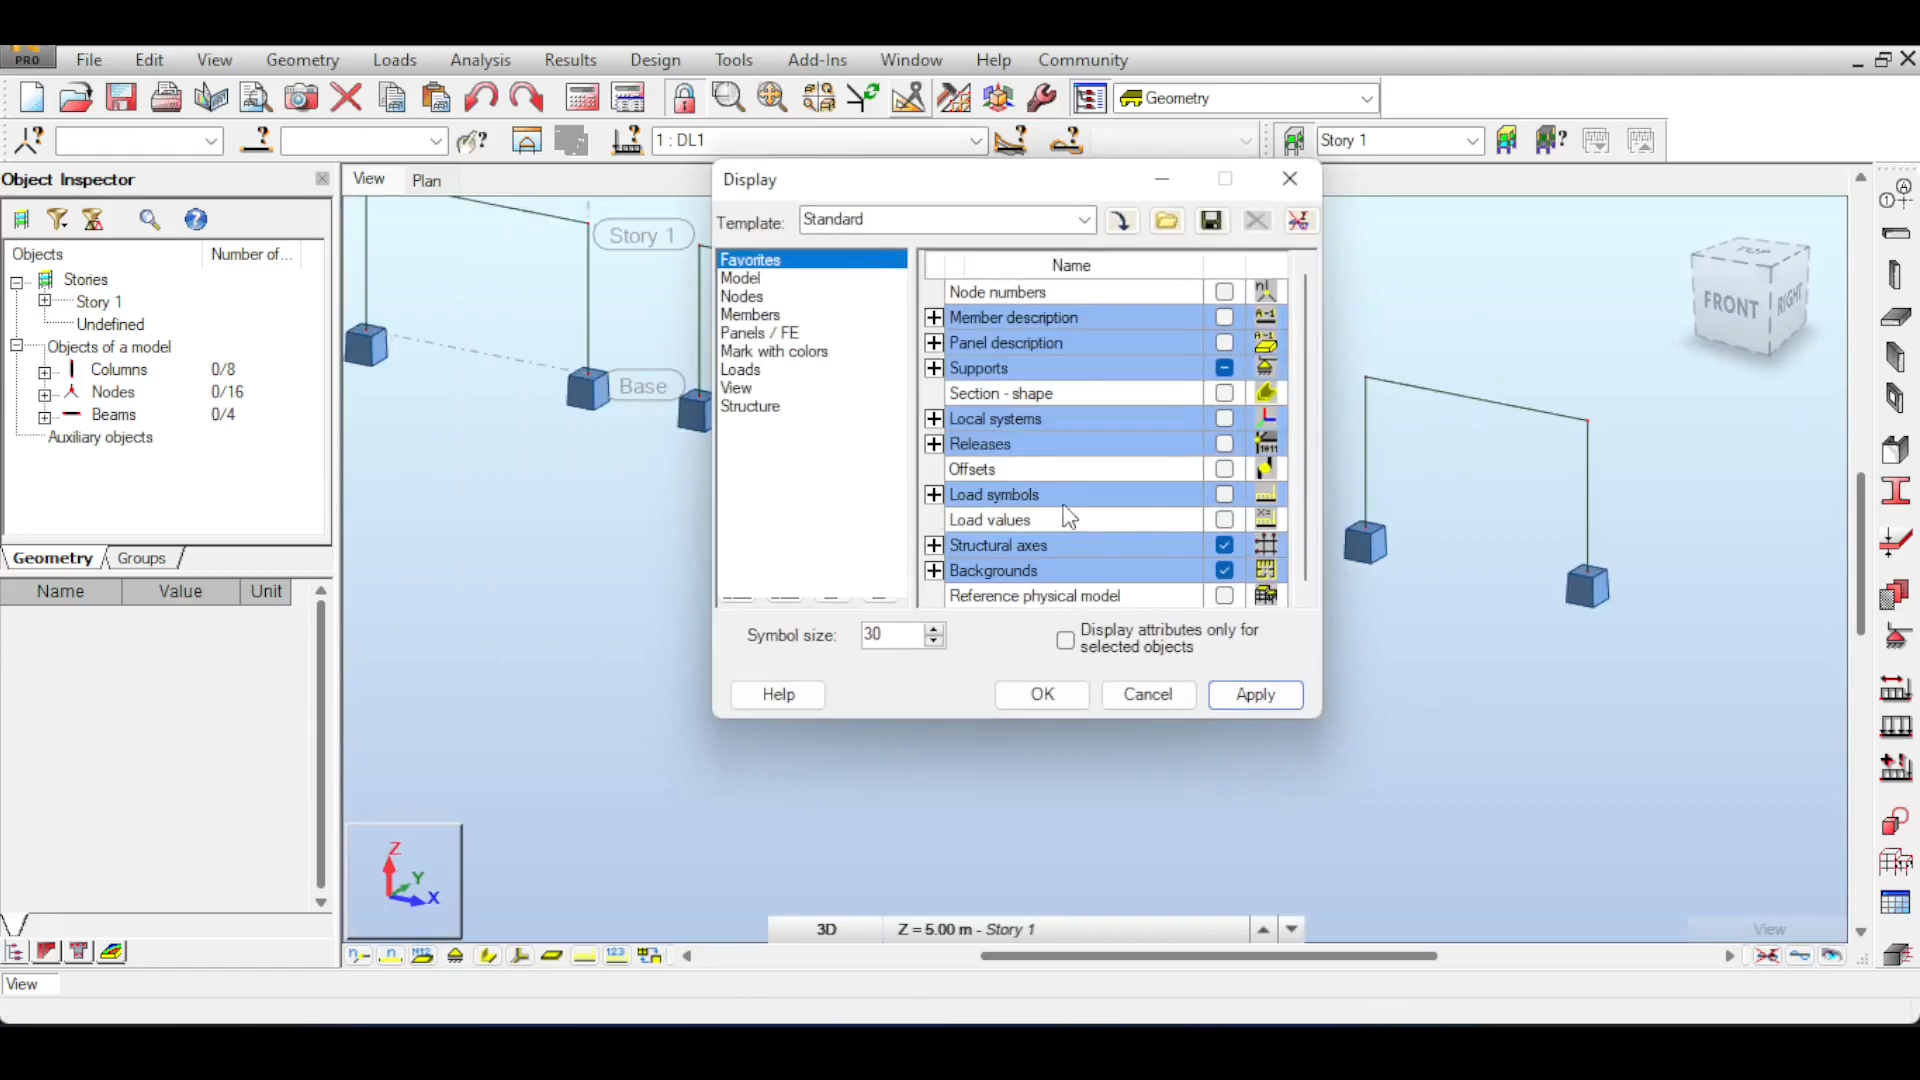 PRO File Edit View Geometry Loads Analysis Results Design Tools Add-Ins Window Help Community
Geometry
1 : DL1
Story 1
Object Inspector
View Plan
Objects Number of...
Stories
Story 1
Undefined
Objects of a model
Columns 0/8
Nodes 0/16
Beams 0/4
Auxiliary objects
Geometry Groups
Name Value Unit
Story 1
Base
Display
Template: Standard
Favorites
Model
Nodes
Members
Panels / FE
Mark with colors
Loads
View
Structure
Name
Node numbers
Member description
Panel description
Supports
Section - shape
Local systems
Releases
Offsets
Load symbols
Load values
Structural axes
Backgrounds
Reference physical model
Symbol size: 30
Display attributes only for
selected objects
Help OK Cancel Apply
TOP
FRONT RIGHT
Z
Y
X
3D Z = 5.00 m - Story 1
View
View